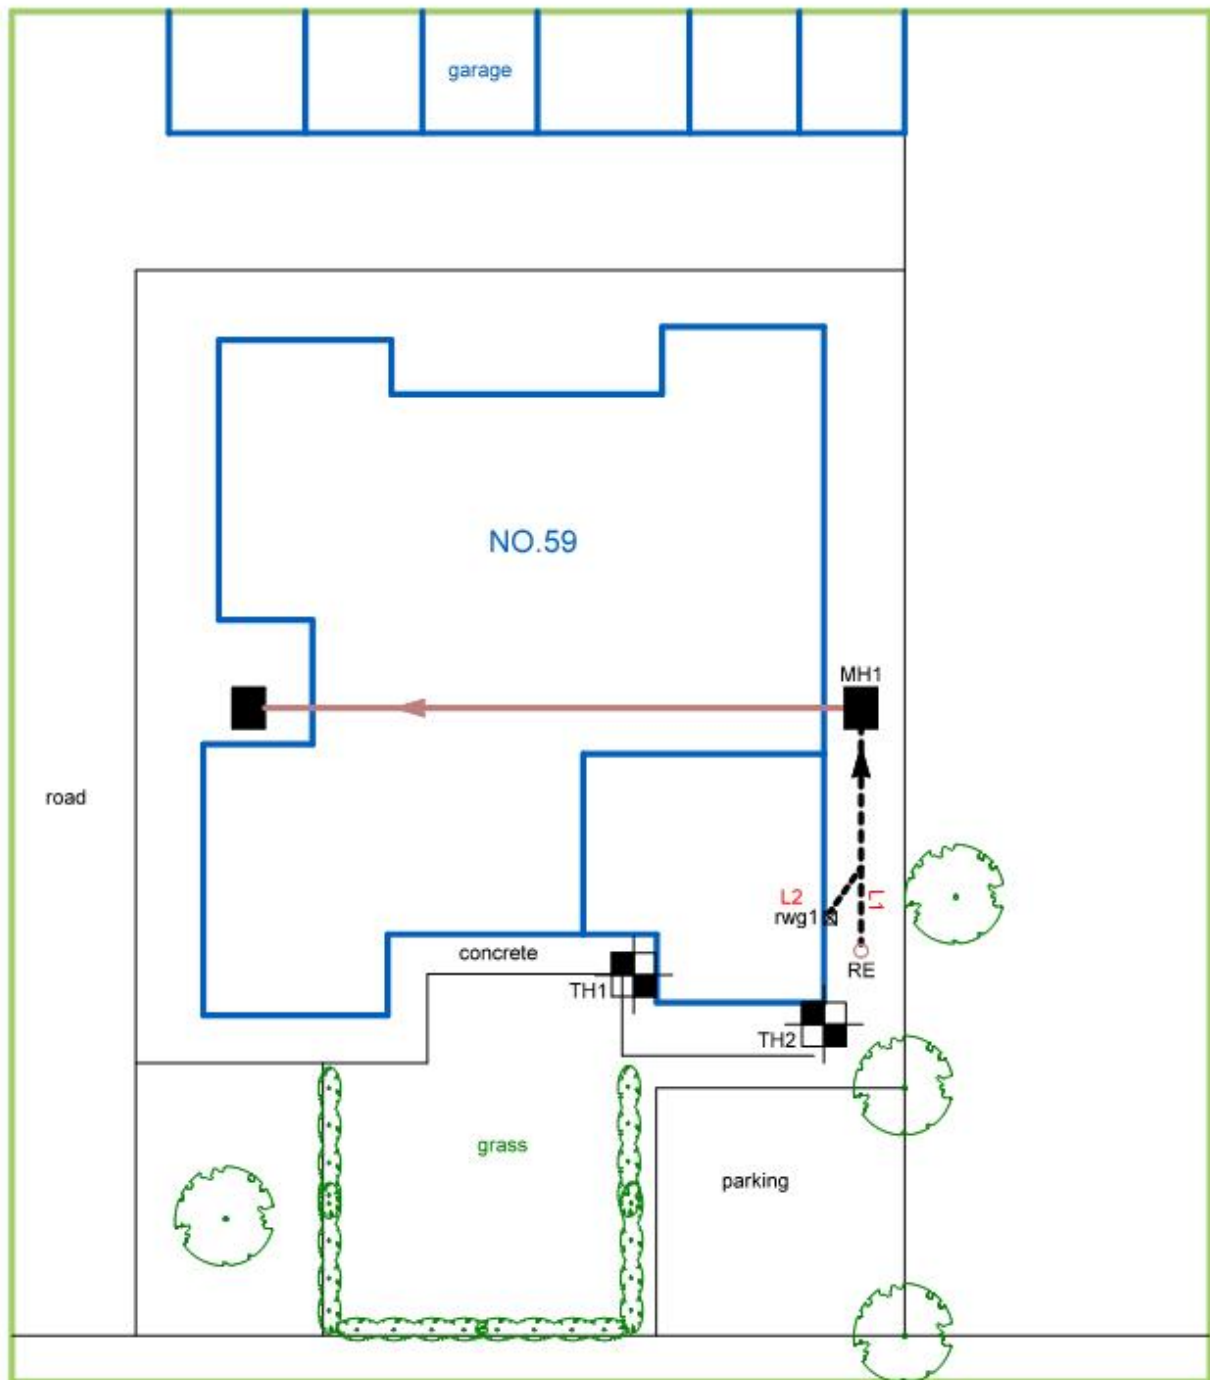 garage
NO.59
MH1
road
L2
L1
rwg1
concrete
RE
TH1
TH2
grass
parking